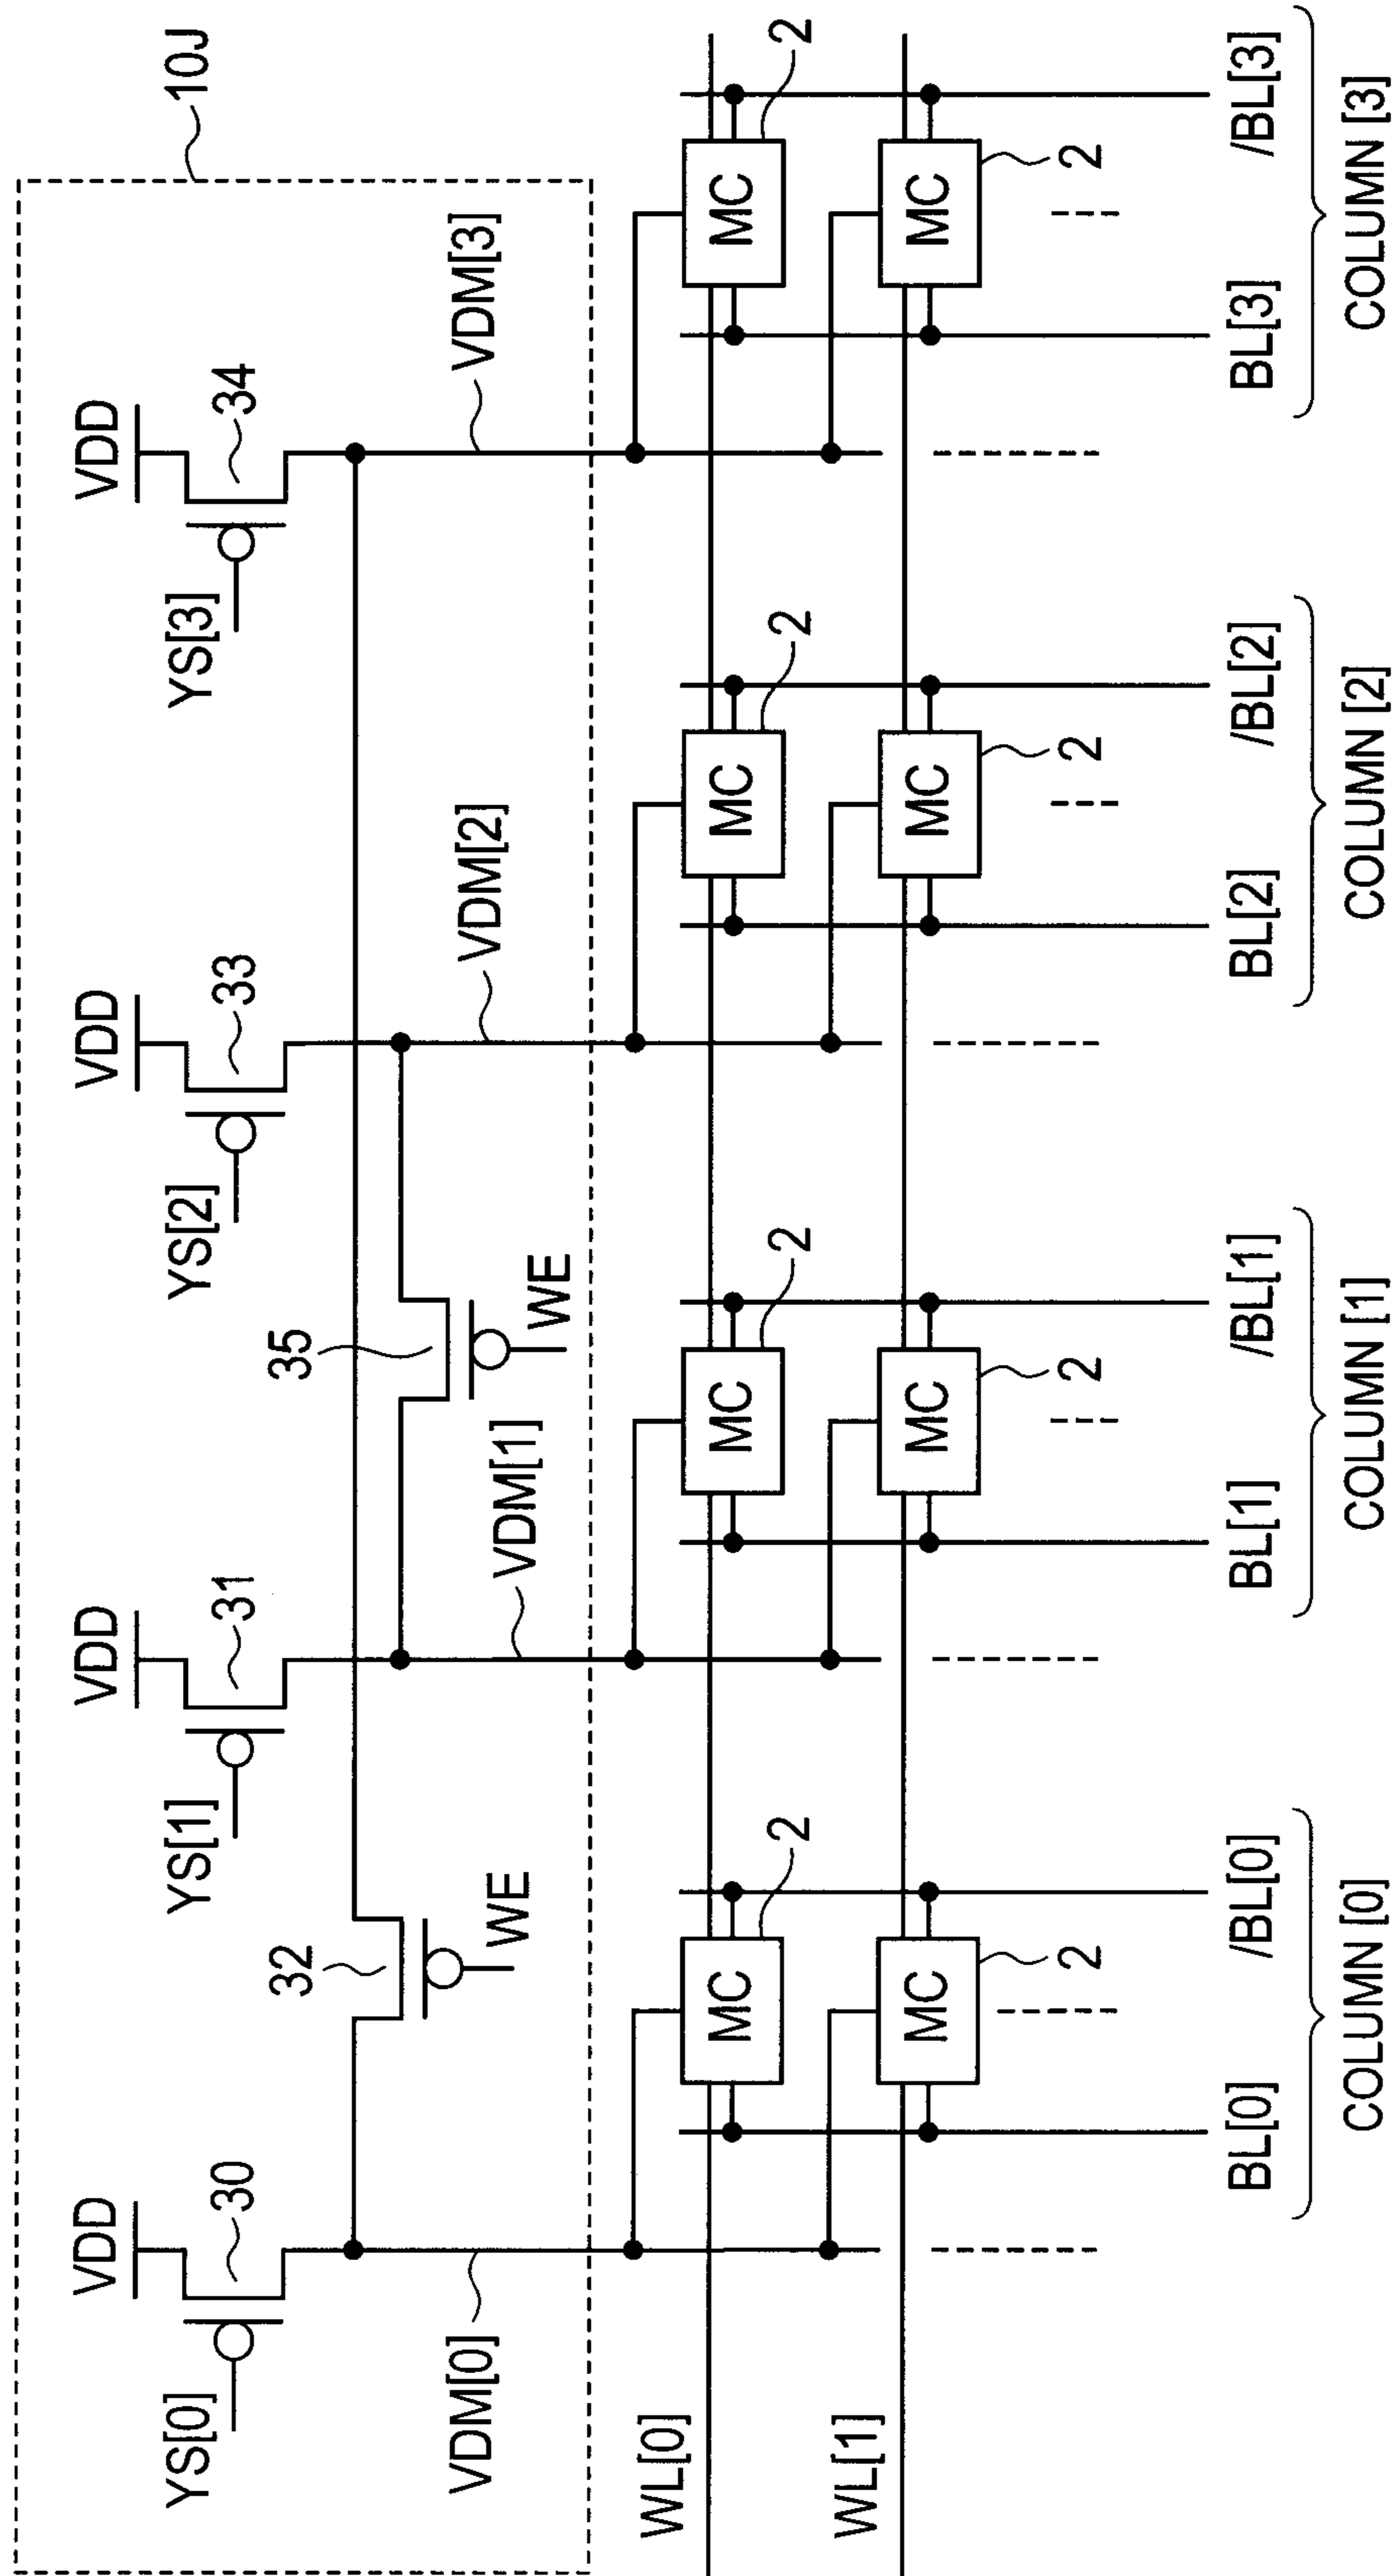 10J
VDD
VDD
VDD
VDD
YS[0]
30
YS[1]
31
YS[2]
33
YS[3]
34
32
WE
35
WE
VDM[0]
VDM[1]
VDM[2]
VDM[3]
WL[0]
MC
2
MC
2
MC
2
MC
2
WL[1]
MC
2
MC
2
MC
2
MC
2
BL[0]
/BL[0]
BL[1]
/BL[1]
BL[2]
/BL[2]
BL[3]
/BL[3]
COLUMN [0]
COLUMN [1]
COLUMN [2]
COLUMN [3]